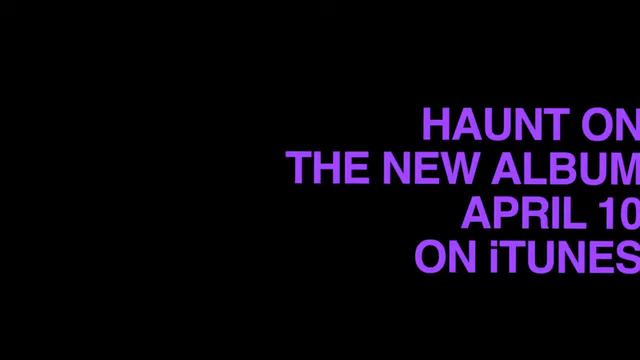 HAUNT ON
THE NEW ALBUM
APRIL 10
ON iTUNES